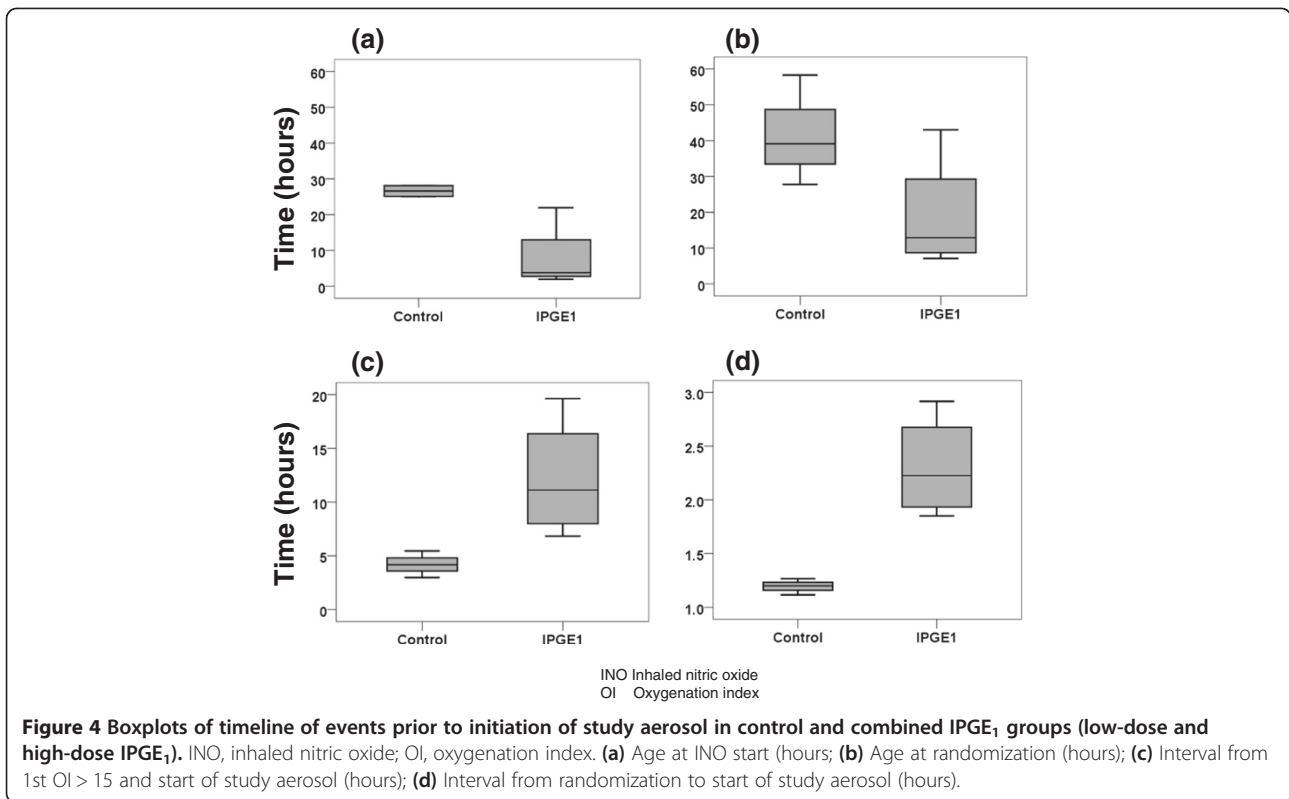 (a)
(b)
Time (hours)
60
50
40
30
20
10
0
Control
IPGE1
60
50
40
30
20
10
0
Control
IPGE1
(c)
(d)
Time (hours)
20
15
10
5
0
Control
IPGE1
3.0
2.5
2.0
1.5
1.0
Control
IPGE1
INO Inhaled nitric oxide
OI Oxygenation index
Figure 4 Boxplots of timeline of events prior to initiation of study aerosol in control and combined IPGE₁ groups (low-dose and
high-dose IPGE₁). INO, inhaled nitric oxide; OI, oxygenation index. (a) Age at INO start (hours; (b) Age at randomization (hours); (c) Interval from
1st OI > 15 and start of study aerosol (hours); (d) Interval from randomization to start of study aerosol (hours).